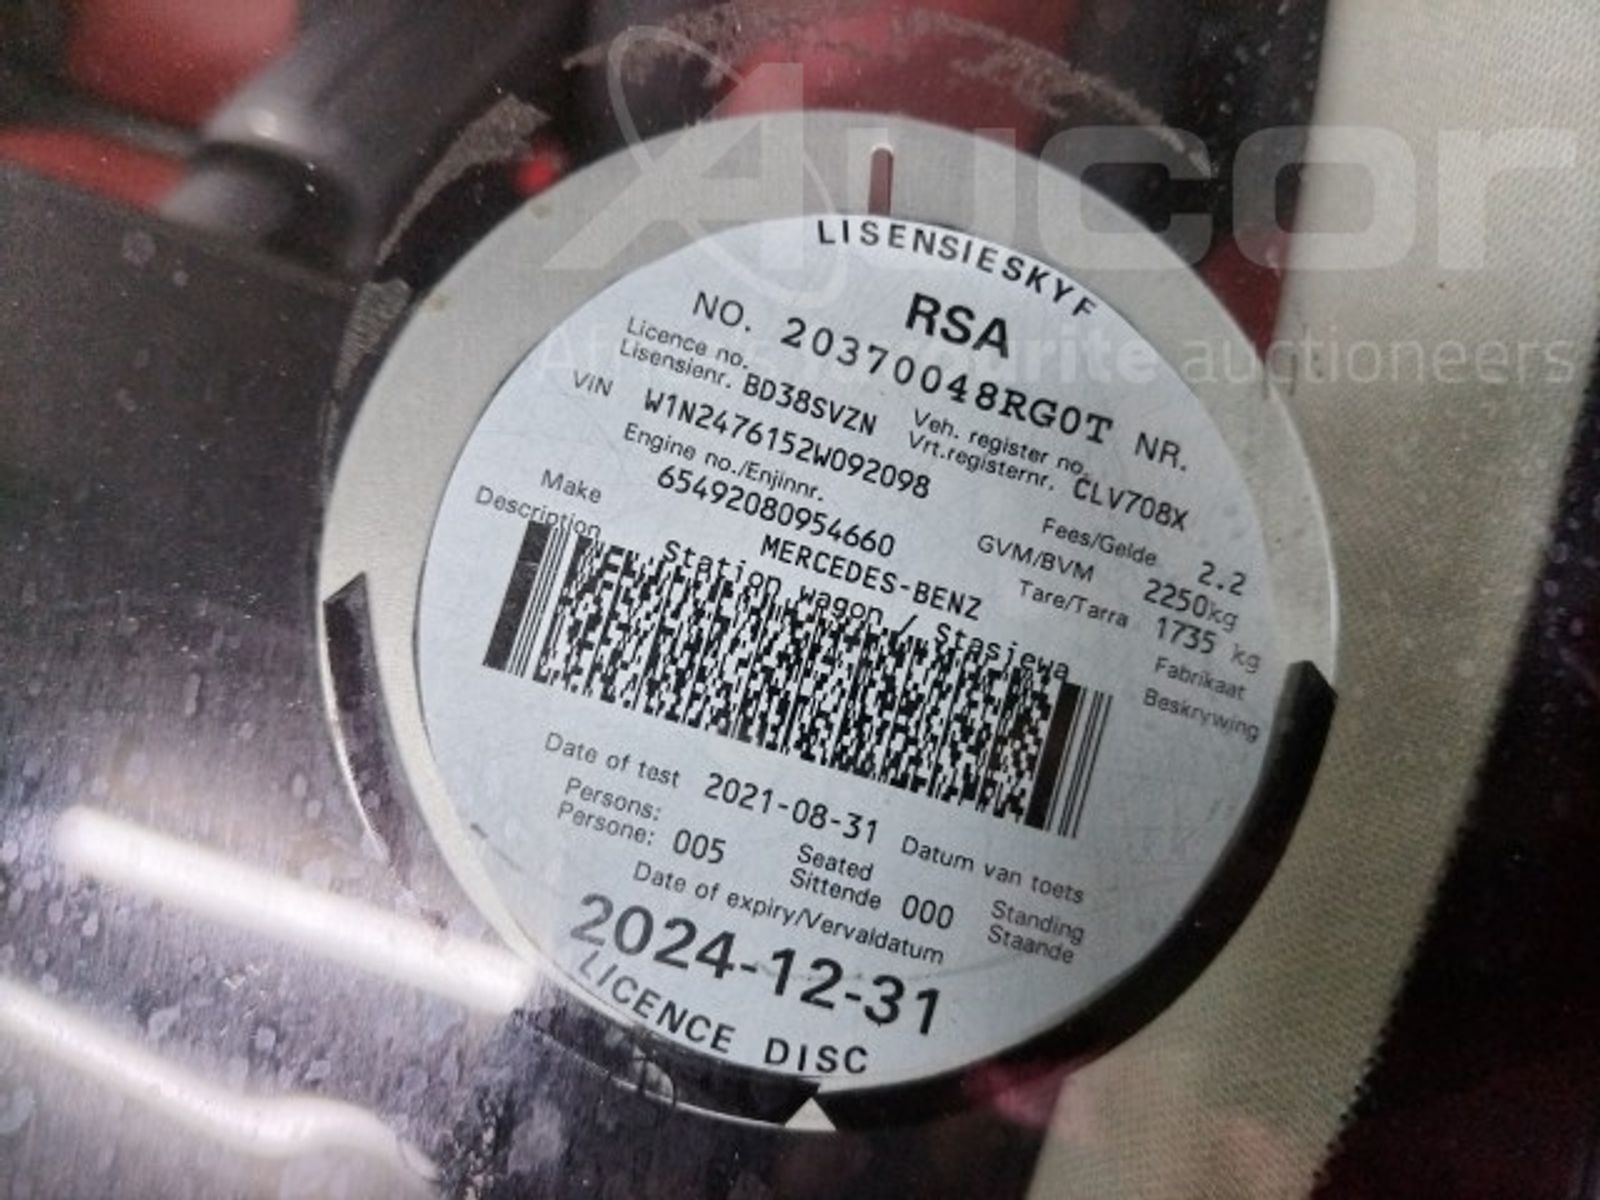 Aucor
auctioneers
LISENSIESKYF
RSA
NO. 20370048RG0T NR.
Licence no. Veh. register no.
Lisensienr. BD38SVZN Vrt.registernr. CLV708X
VIN W1N2476152W092098 Fees/Gelde 2.2
Engine no./Enjinnr. GVM/BVM 2250kg
65492080954660 Tare/Tarra 1735 kg
Make MERCEDES-BENZ Fabrikaat
Description Station wagon / Stasiewa Beskrywing
Date of test 2021-08-31 Datum van toets
Persons: Seated Standing
Persone: 005 Sittende 000 Staande
Date of expiry/Vervaldatum
2024-12-31
LICENCE DISC